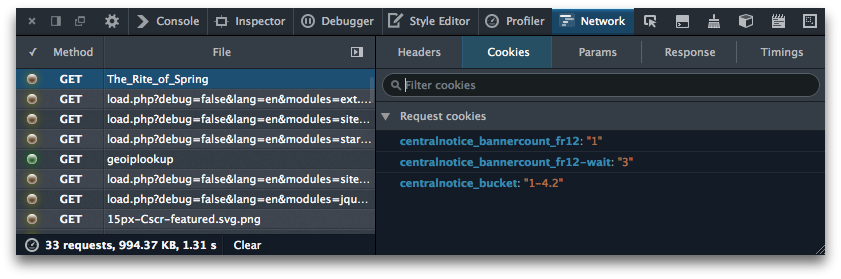 Console Inspector Debugger Style Editor Profiler Network
✓ Method File
Headers Cookies Params Response Timings
GET The_Rite_of_Spring
GET load.php?debug=false&lang=en&modules=ext....
GET load.php?debug=false&lang=en&modules=site...
GET load.php?debug=false&lang=en&modules=star...
GET geoiplookup
GET load.php?debug=false&lang=en&modules=site...
GET load.php?debug=false&lang=en&modules=jqu...
GET 15px-Cscr-featured.svg.png
33 requests, 994.37 KB, 1.31 s Clear
Filter cookies
Request cookies
centralnotice_bannercount_fr12: "1"
centralnotice_bannercount_fr12-wait: "3"
centralnotice_bucket: "1-4.2"